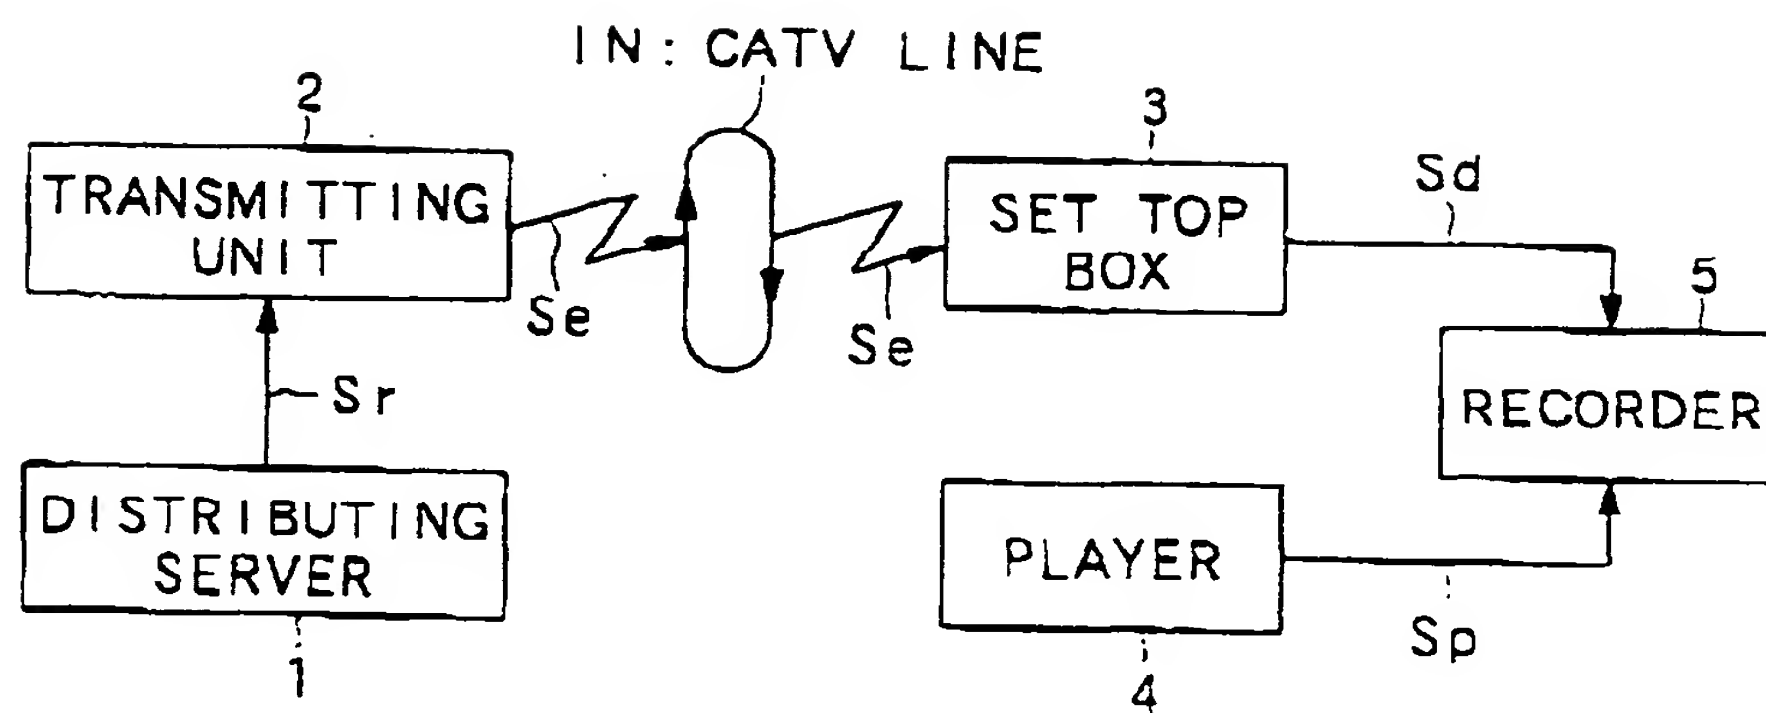 IN: CATV LINE
2
3
TRANSMITTING
UNIT
Se
Se
SET TOP
BOX
Sd
5
RECORDER
Sr
DISTRIBUTING
SERVER
1
PLAYER
4
Sp